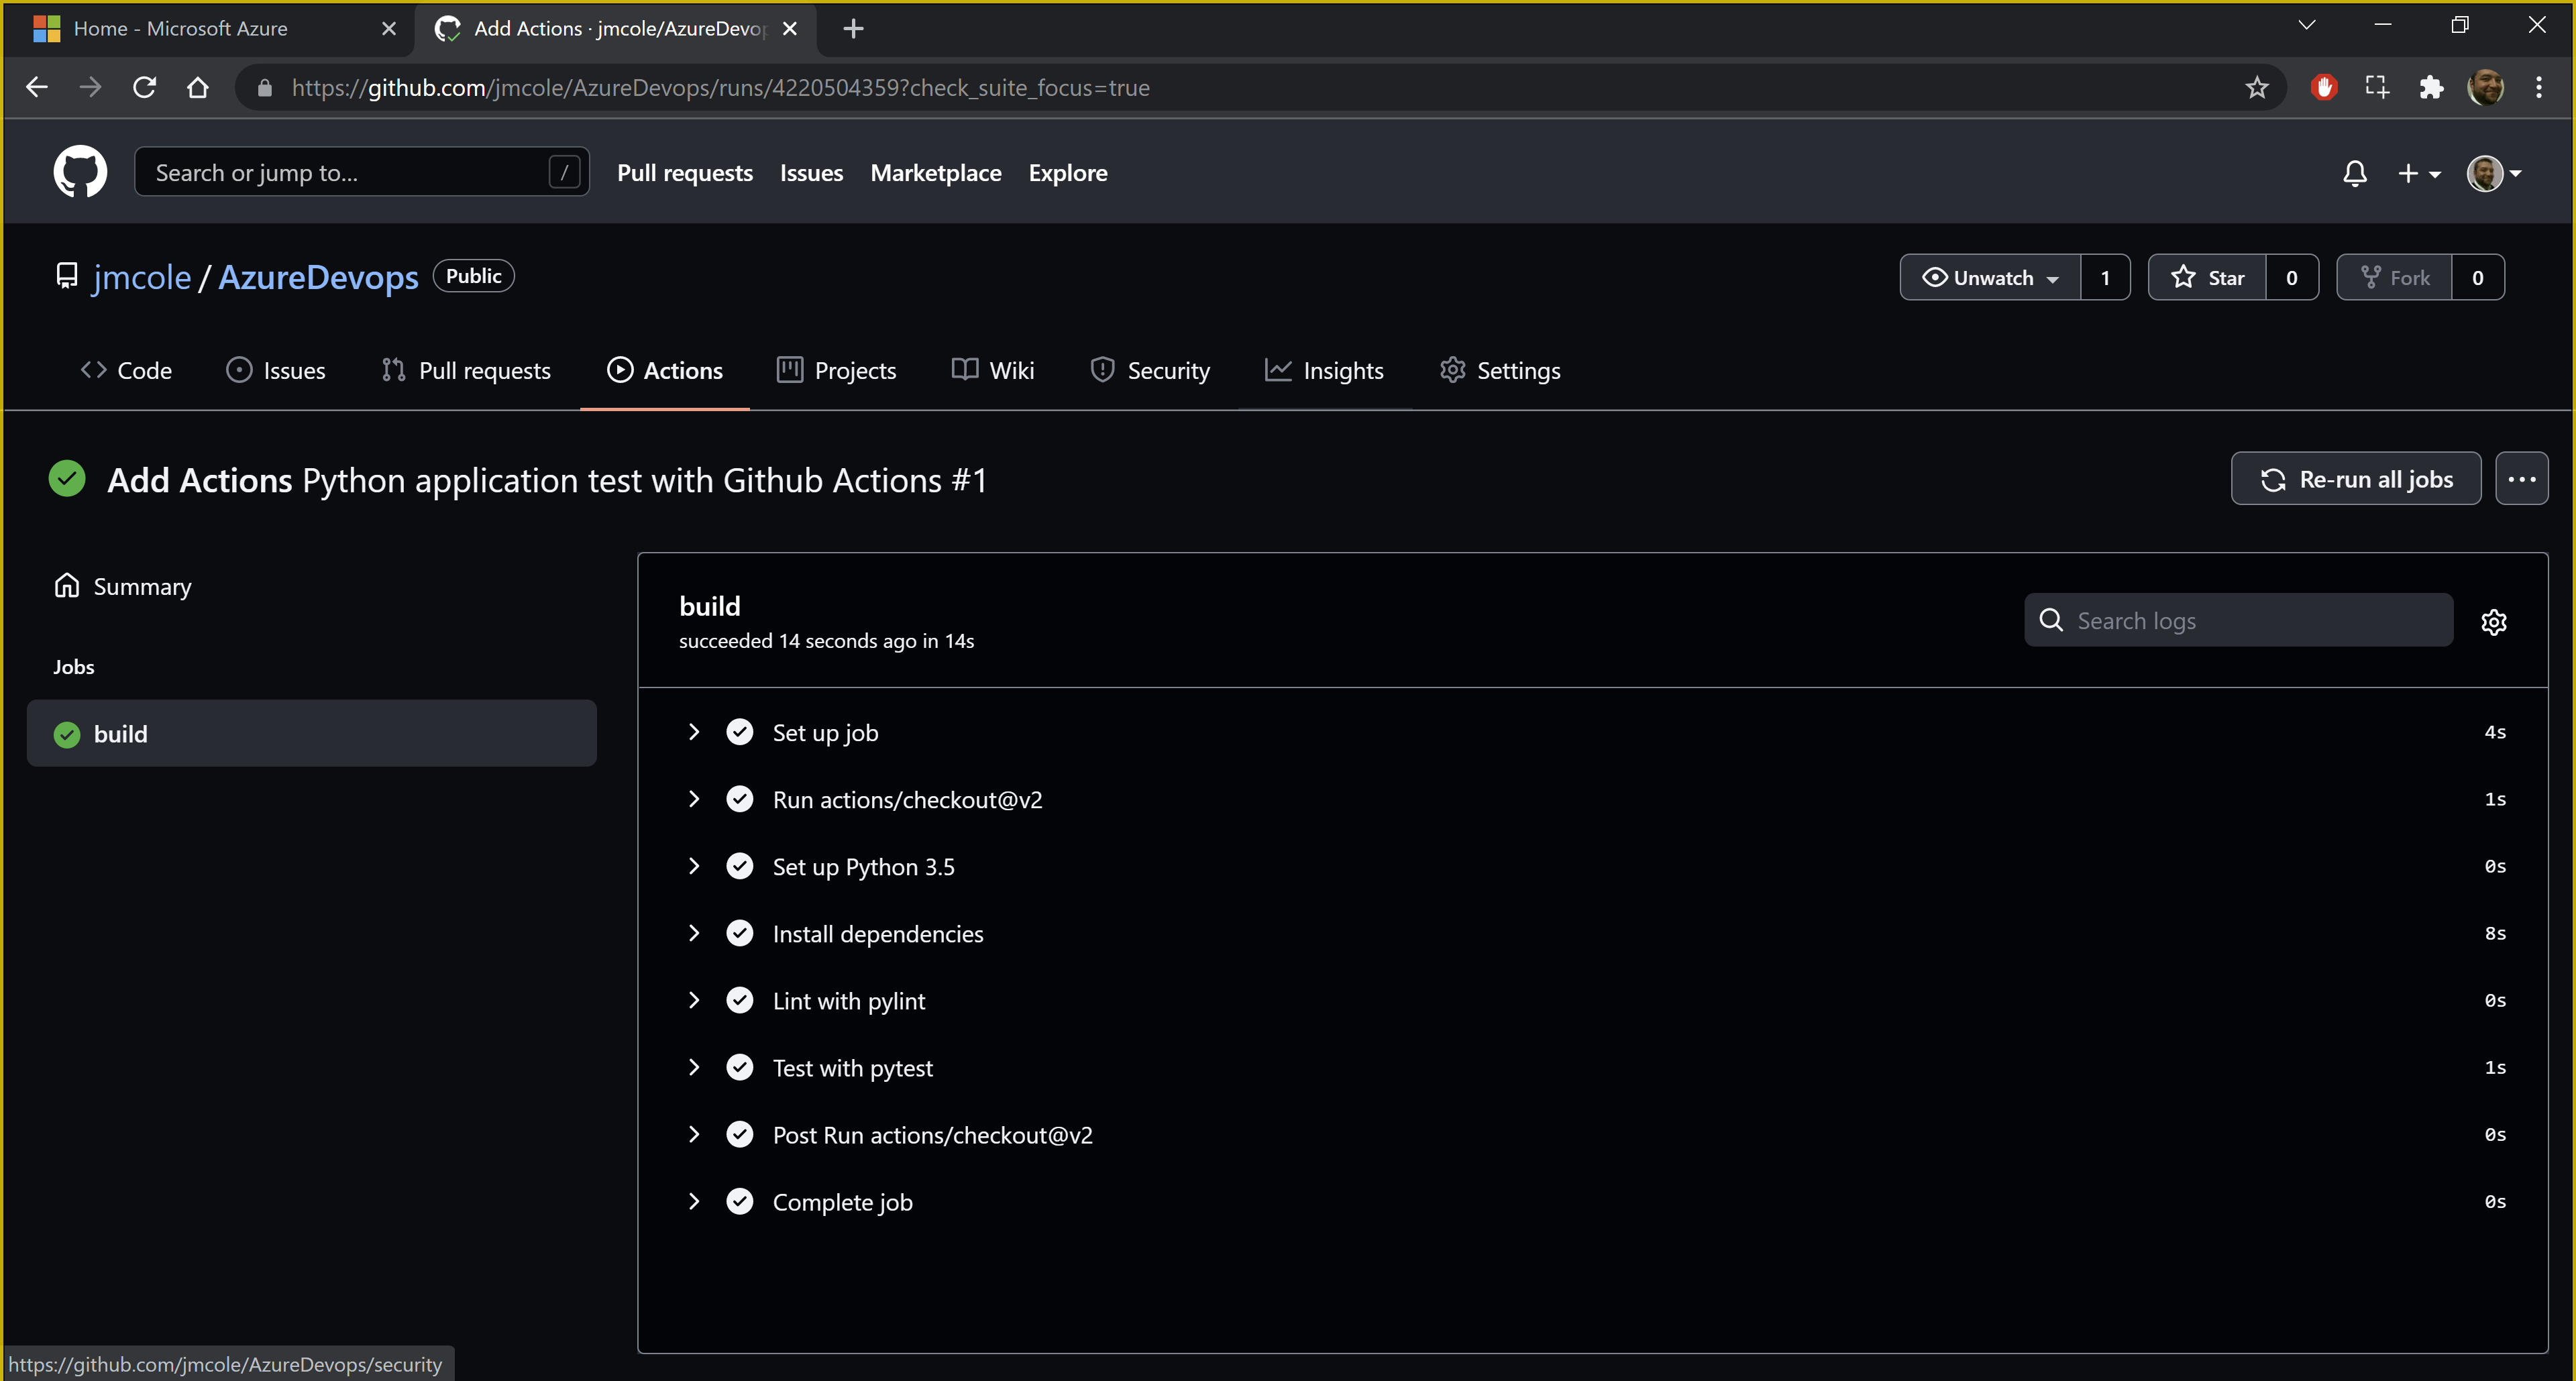 Home - Microsoft Azure
Add Actions · jmcole/AzureDevop
https://github.com/jmcole/AzureDevops/runs/4220504359?check_suite_focus=true
Search or jump to... /
Pull requests Issues Marketplace Explore
jmcole / AzureDevops Public
Unwatch 1 Star 0 Fork 0
Code Issues Pull requests Actions Projects Wiki Security Insights Settings
Add Actions Python application test with Github Actions #1
Re-run all jobs
Summary
Jobs
build
build
succeeded 14 seconds ago in 14s
Search logs
Set up job 4s
Run actions/checkout@v2 1s
Set up Python 3.5 0s
Install dependencies 8s
Lint with pylint 0s
Test with pytest 1s
Post Run actions/checkout@v2 0s
Complete job 0s
https://github.com/jmcole/AzureDevops/security